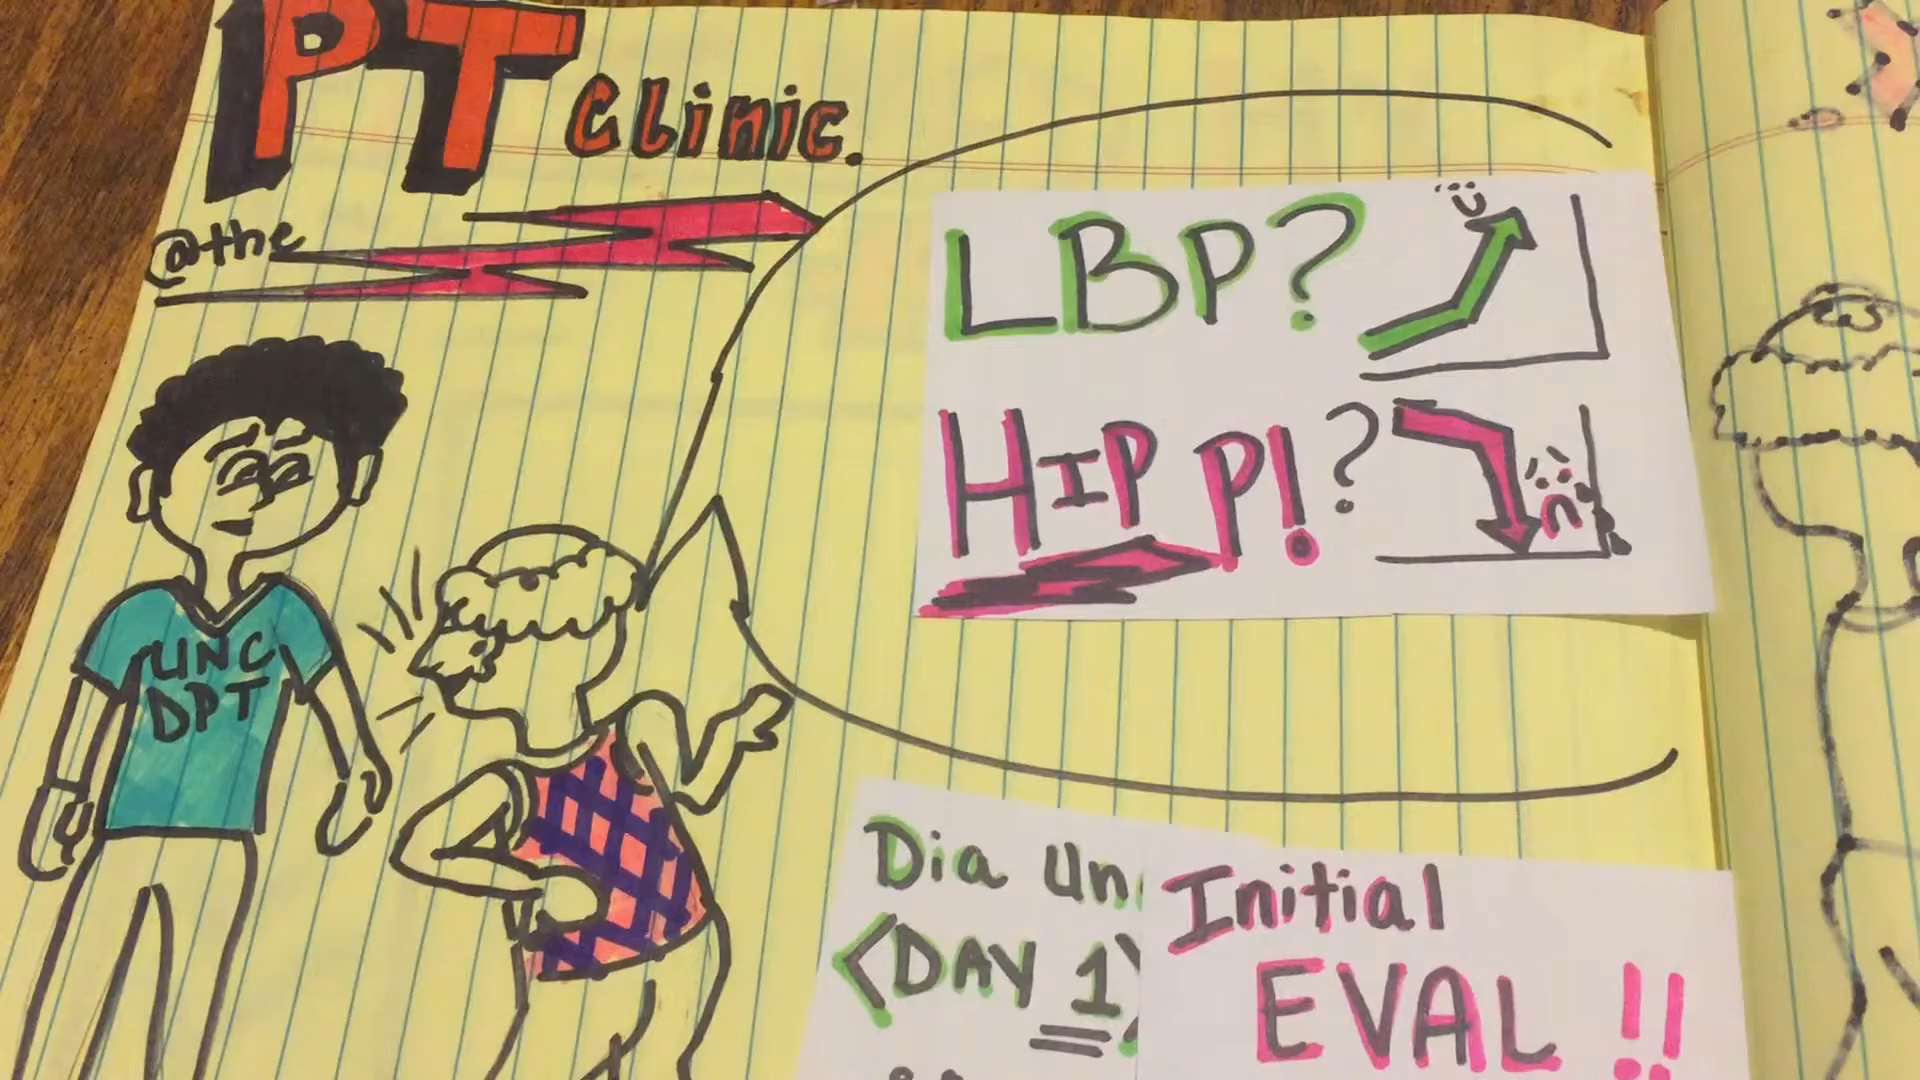 PT Clinic.
@the
LBP?
HIP P!?
UNC
DPT
Dia Un
<DAY 1>
Initial
EVAL !!